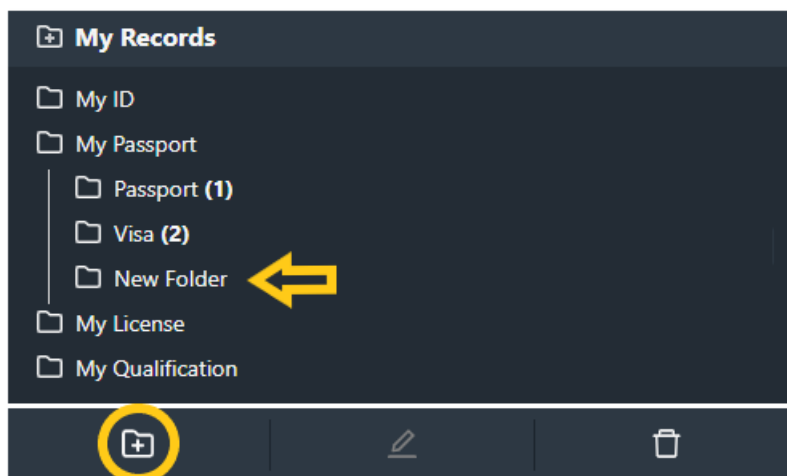 My Records
My ID
My Passport
Passport (1)
Visa (2)
New Folder
My License
My Qualification